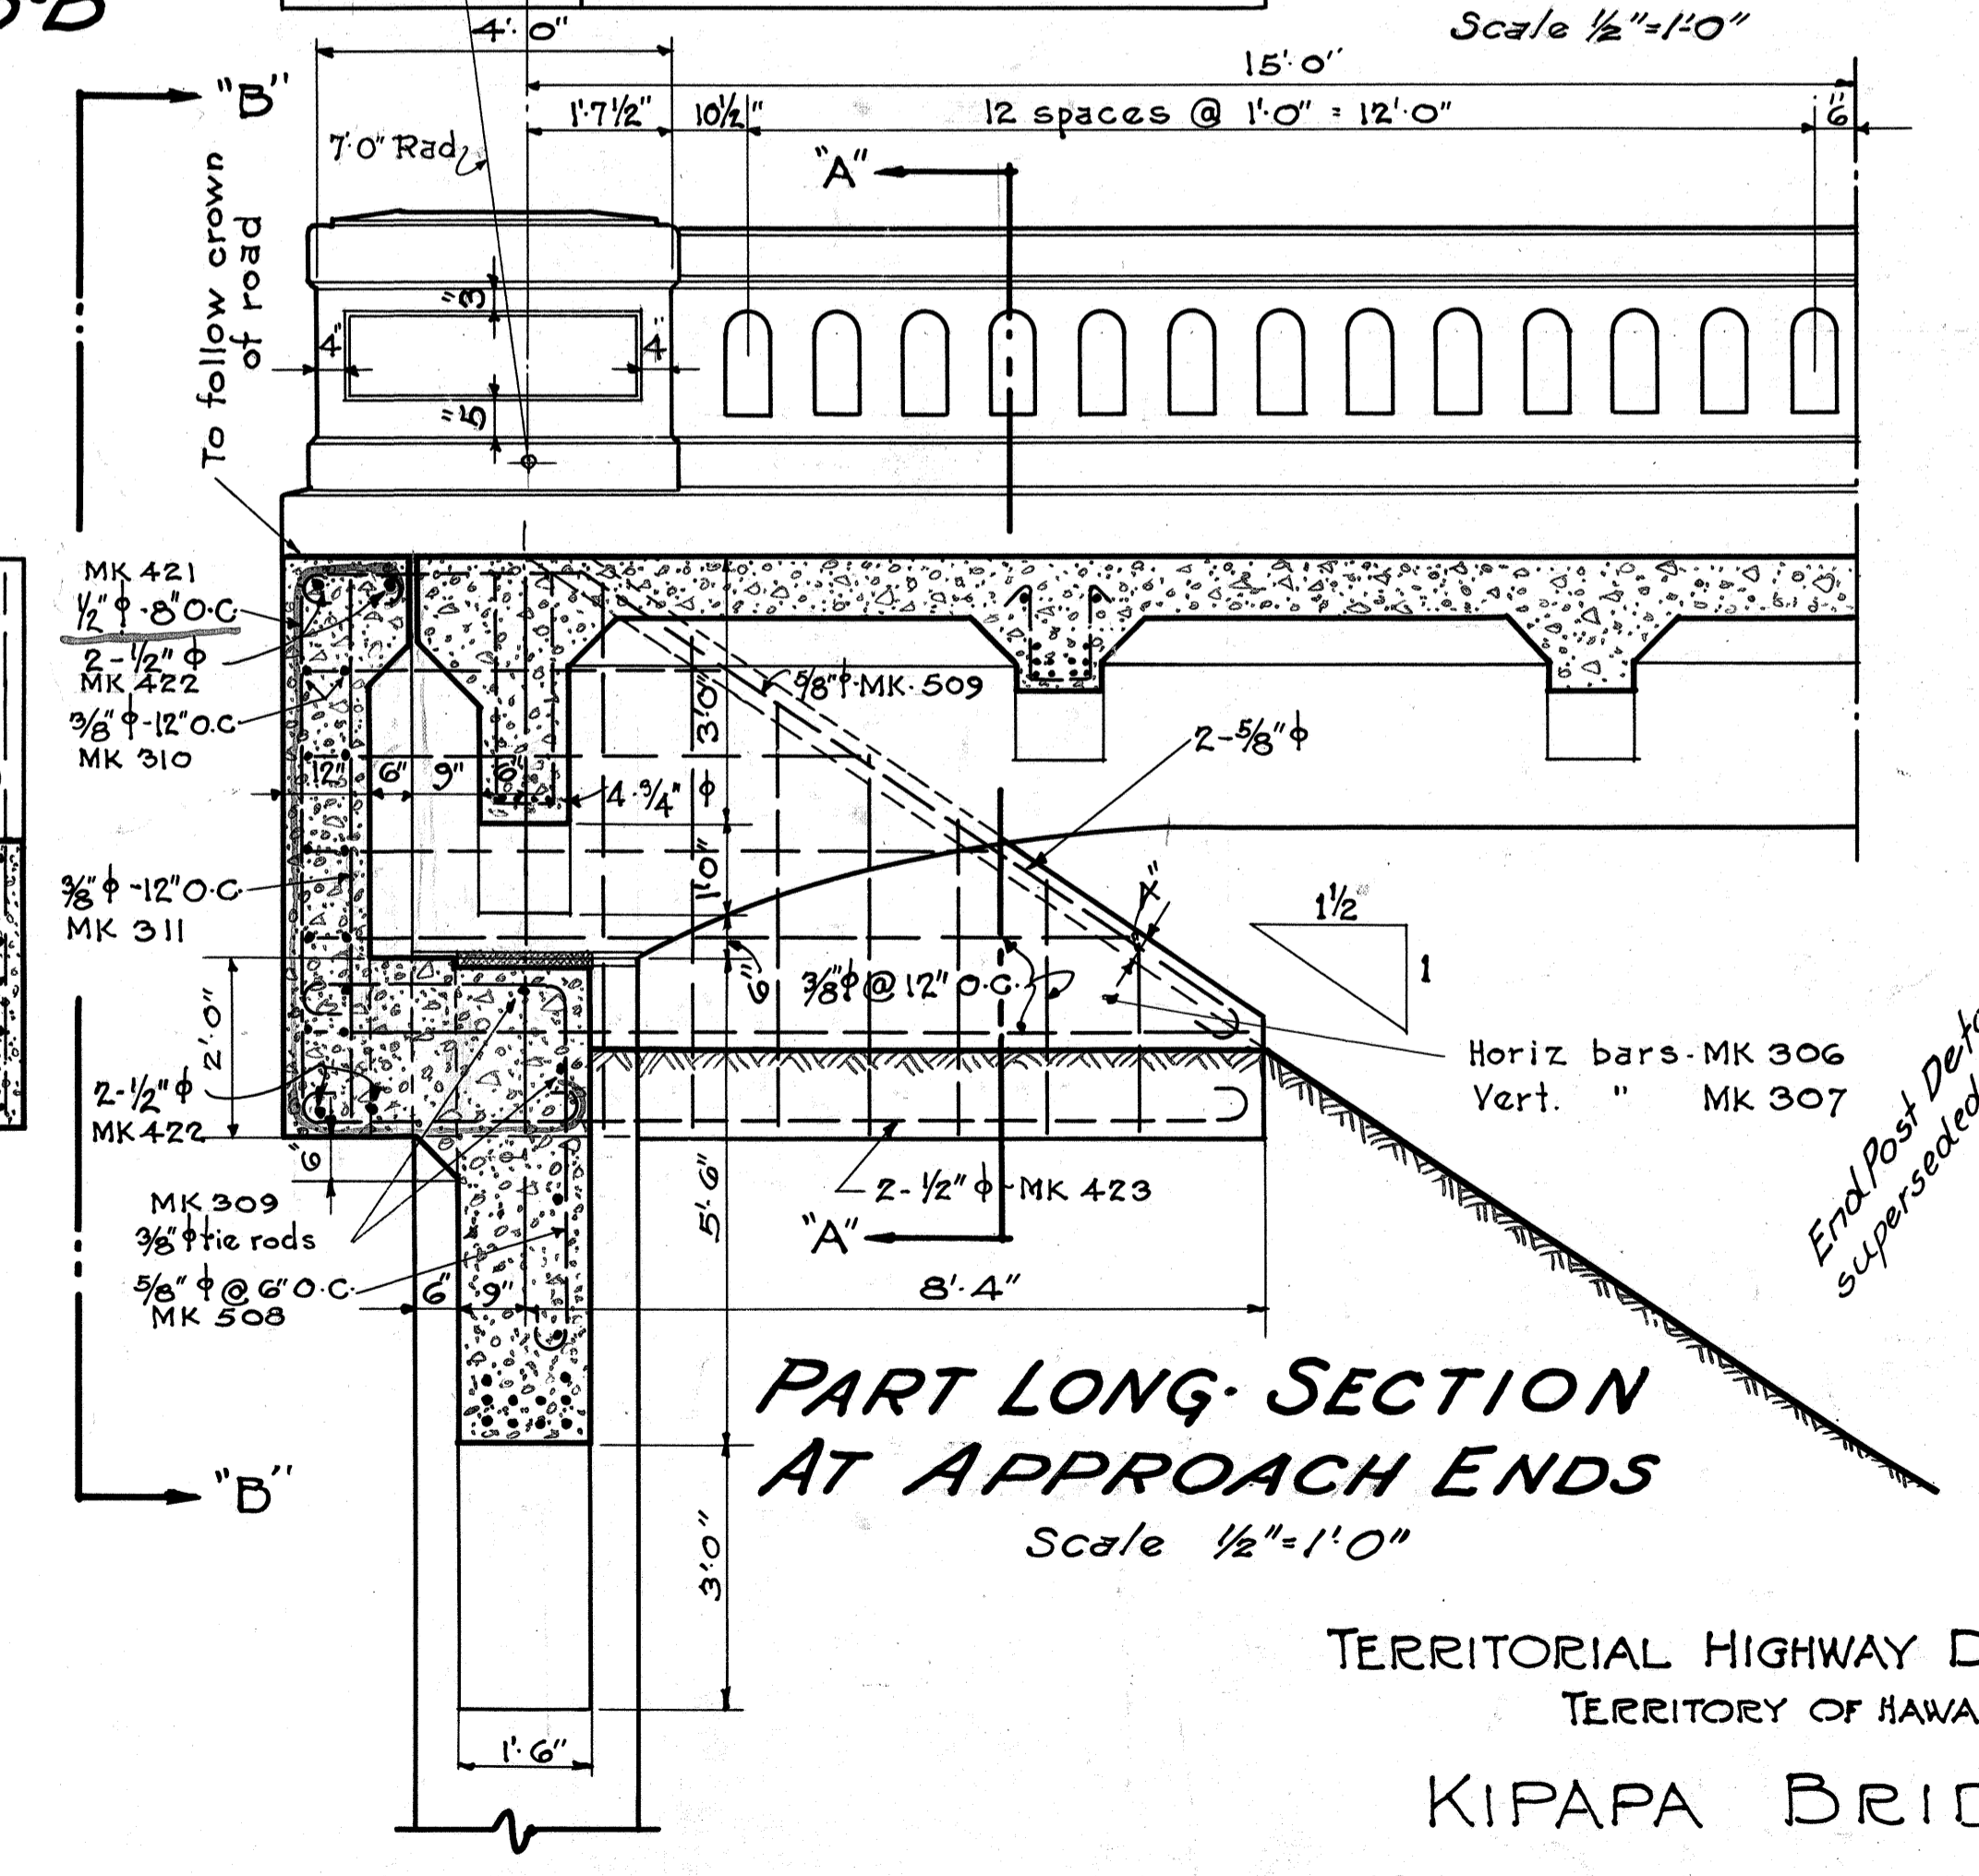 B-B
Scale ½"=1'-0"
4'-0"
15'-0"
"B"
1'-7½"
10½"
12 spaces @ 1'-0" = 12'-0"
6"
7'-0" Rad
"A"
To follow crown
of road
3"
4"
4"
5"
MK 421
½"ϕ-8"O.C.
2-½"ϕ
MK 422
⅜"ϕ-12"O.C
MK 310
⅝"ϕ-MK. 509
3'-0"
2-⅝"ϕ
12"
6"
9"
6"
4-¾"ϕ
1'-0"
⅜"ϕ-12"O.C
MK 311
4"
1½
1
6"
⅜"ϕ@12" O.C.
2'-0"
Horiz bars-MK 306
Vert. " MK 307
2-½"ϕ
MK 422
6"
2-½"ϕ-MK 423
End Post Deta
superseded
MK 309
⅜"ϕ tie rods
5'-6"
"A"
⅝"ϕ@6"O.C.
MK 508
6"
9"
8'-4"
PART LONG. SECTION
AT APPROACH ENDS
Scale ½"=1'-0"
"B"
3'-0"
1'-6"
TERRITORIAL HIGHWAY D
TERRITORY OF HAWA
KIPAPA BRID